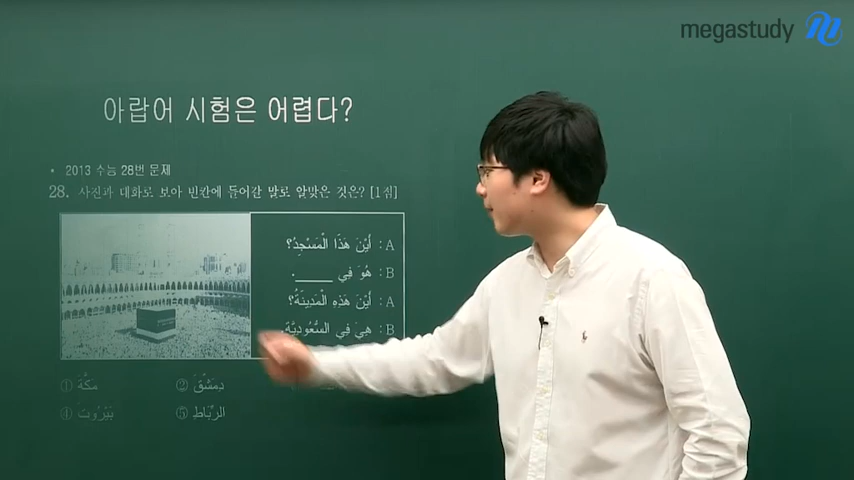 megastudy
아랍어 시험은 어렵다?
• 2013 수능 28번 문제
28. 사진과 대화로 보아 빈칸에 들어갈 말로 알맞은 것은? [1점]
A : أَيْنَ هَذَا الْمَسْجِدُ؟
B : هُوَ فِي _____.
A : أَيْنَ هَذِهِ الْمَدِينَةُ؟
B : هِيَ فِي السُّعُودِيَّةِ.
① مَكَّةَ ② دِمَشْقَ
④ بَيْرُوتَ ⑤ الرِّبَاطِ